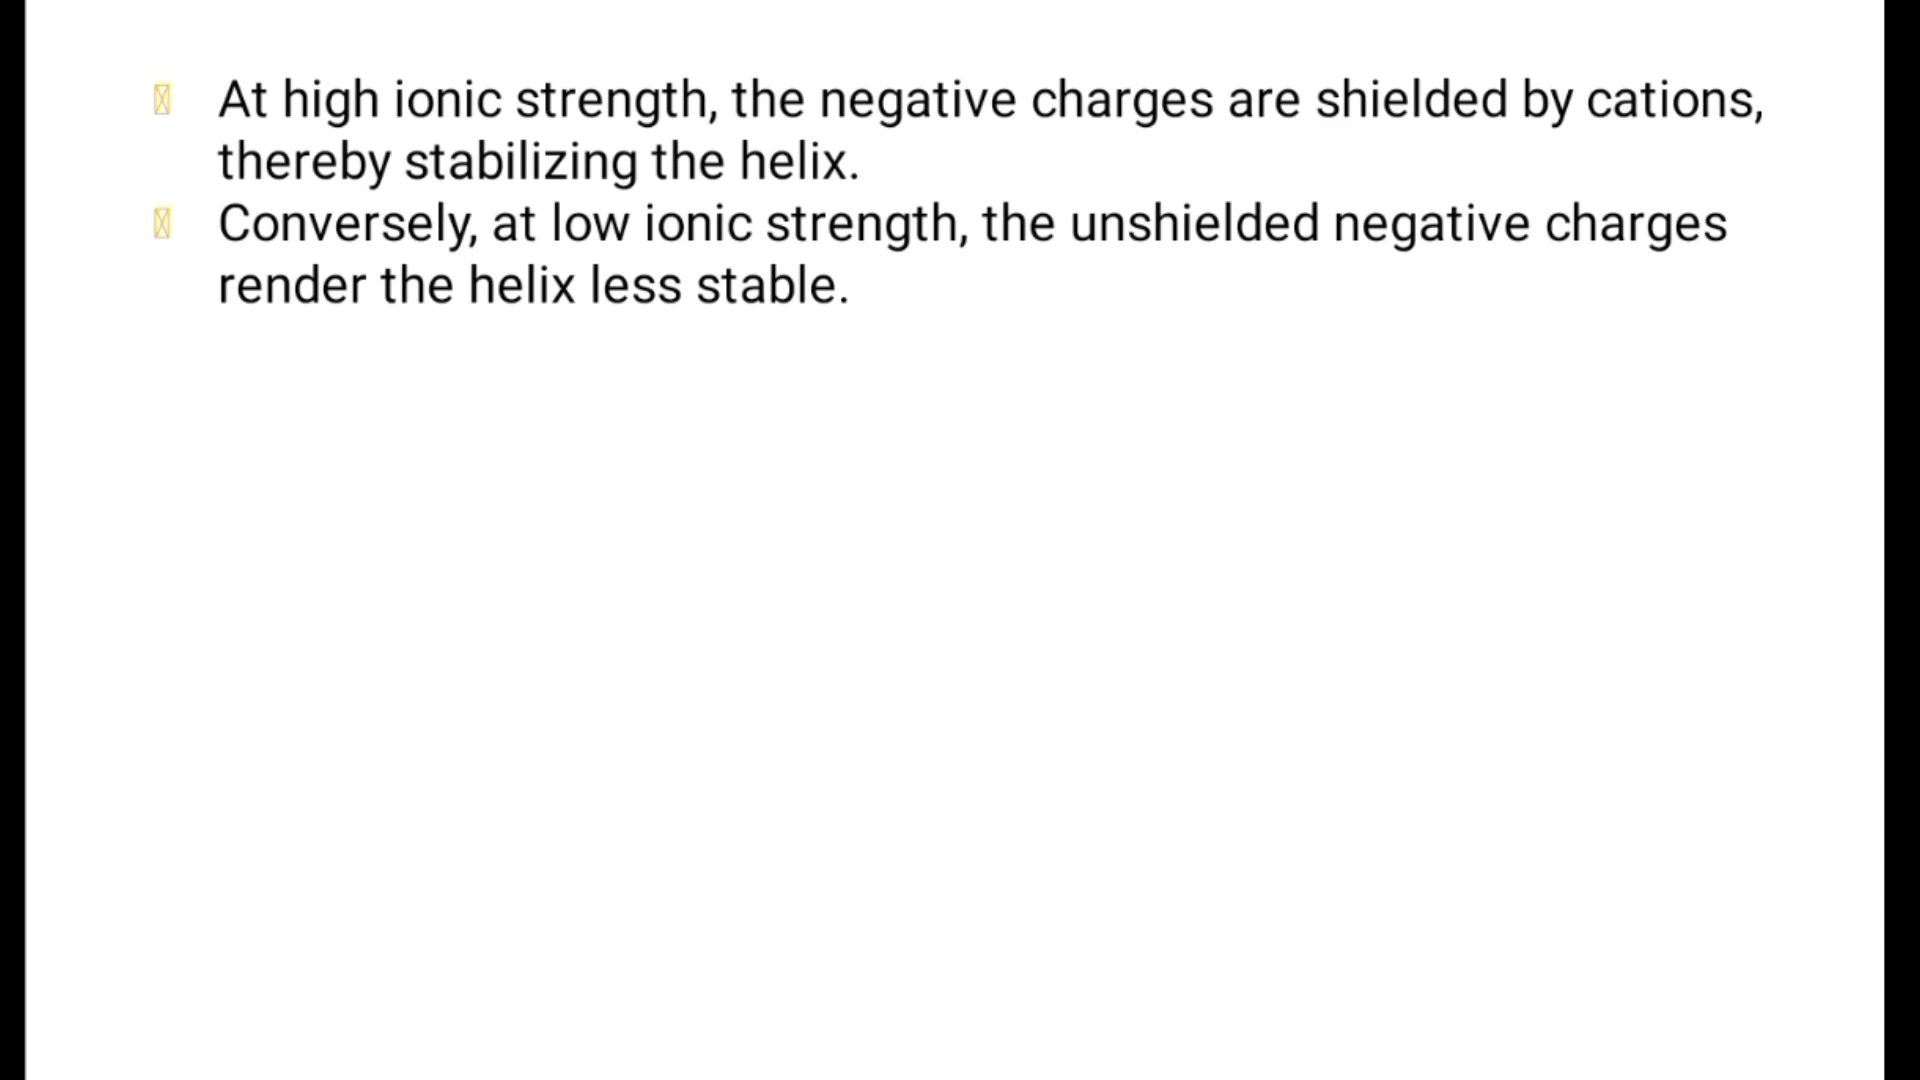 At high ionic strength, the negative charges are shielded by cations,
thereby stabilizing the helix.
Conversely, at low ionic strength, the unshielded negative charges
render the helix less stable.